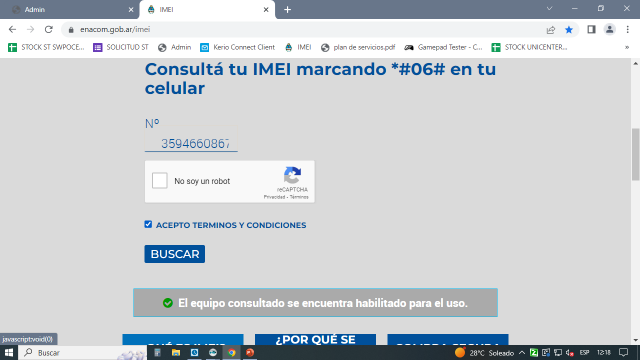 Admin
IMEI
enacom.gob.ar/imei
STOCK ST SWPOCE...
SOLICITUD ST
Admin
Kerio Connect Client
IMEI
plan de servicios.pdf
Gamepad Tester - C...
STOCK UNICENTER...
Consultá tu IMEI marcando *#06# en tu
celular
Nº
3594660867
No soy un robot
reCAPTCHA
Privacidad - Términos
ACEPTO TERMINOS Y CONDICIONES
BUSCAR
El equipo consultado se encuentra habilitado para el uso.
¿POR QUÉ SE
javascript:void(0)
Buscar
28°C Soleado
ESP
12:18